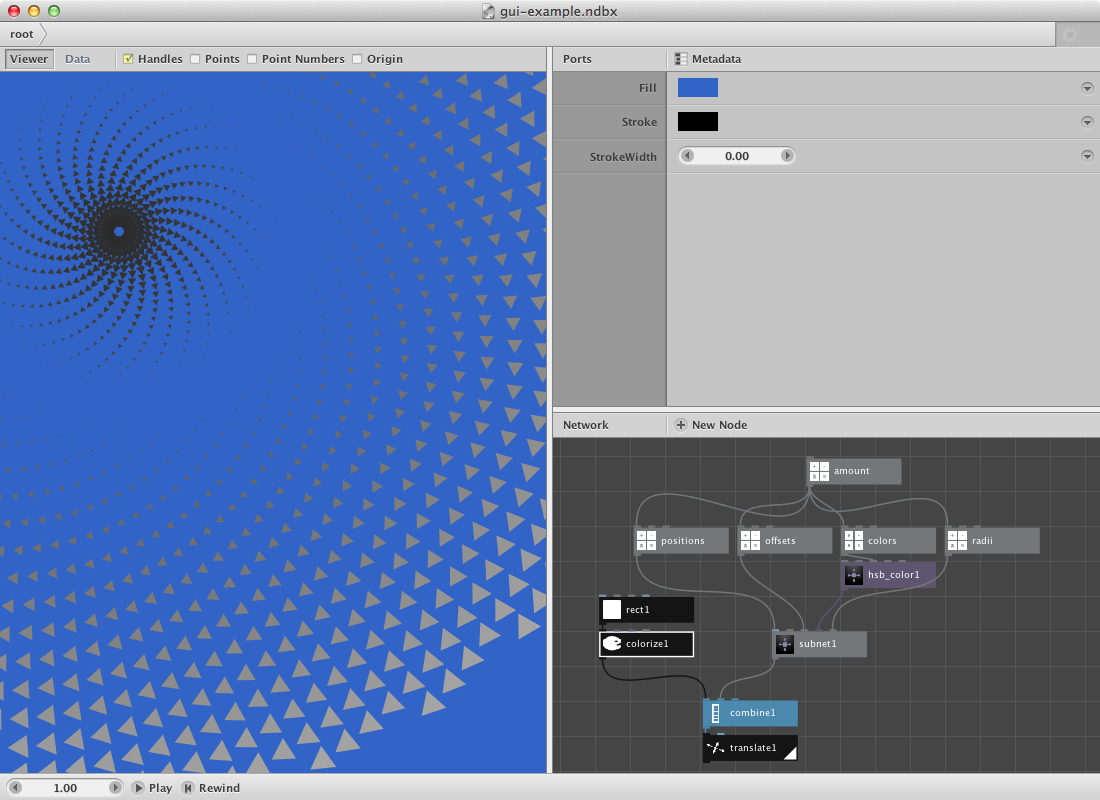 gui-example.ndbx
root
Viewer Data Handles Points Point Numbers Origin
Ports Metadata
Fill
Stroke
StrokeWidth 0.00
Network New Node
amount
positions offsets colors radii
hsb_color1
rect1
colorize1 subnet1
combine1
translate1
1.00 Play Rewind